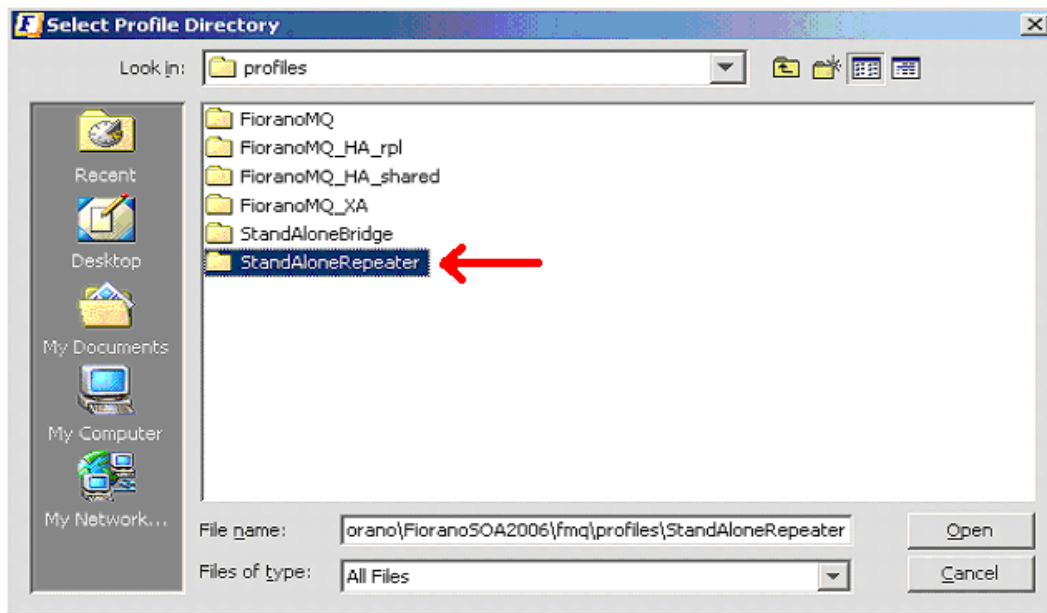 Select Profile Directory
Look in:
profiles
FioranoMQ
FioranoMQ_HA_rpl
FioranoMQ_HA_shared
FioranoMQ_XA
StandAloneBridge
StandAloneRepeater
Recent
Desktop
My Documents
My Computer
My Network...
File name:
orano\FioranoSOA2006\fmq\profiles\StandAloneRepeater
Open
Files of type:
All Files
Cancel